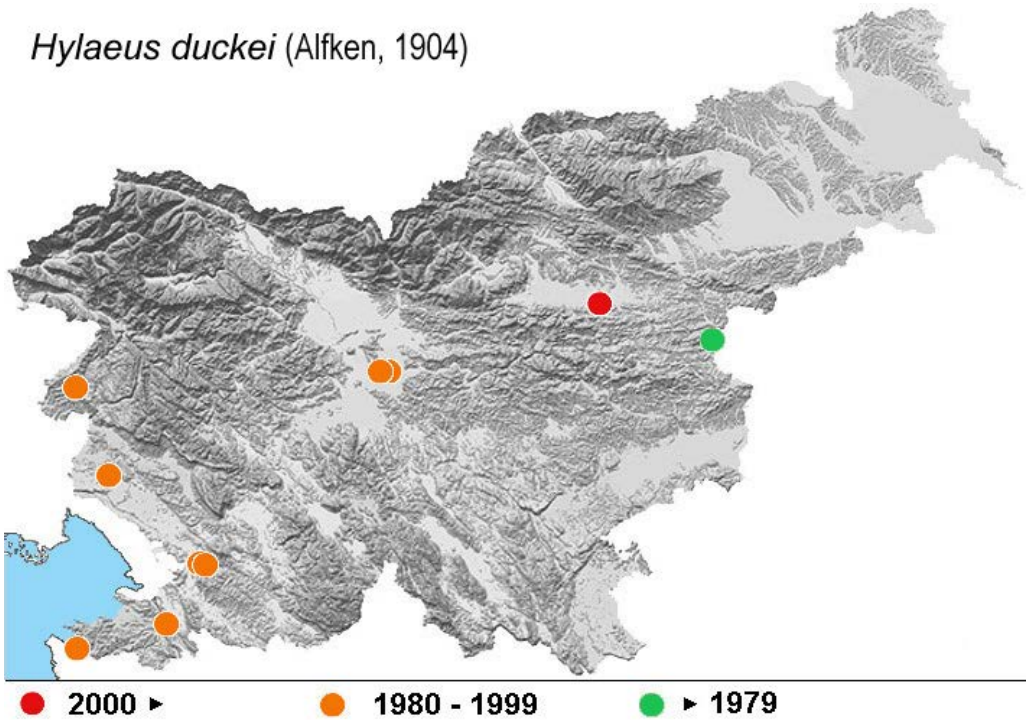 Hylaeus duckei (Alfken, 1904)
2000 ► 1980 - 1999 ► 1979